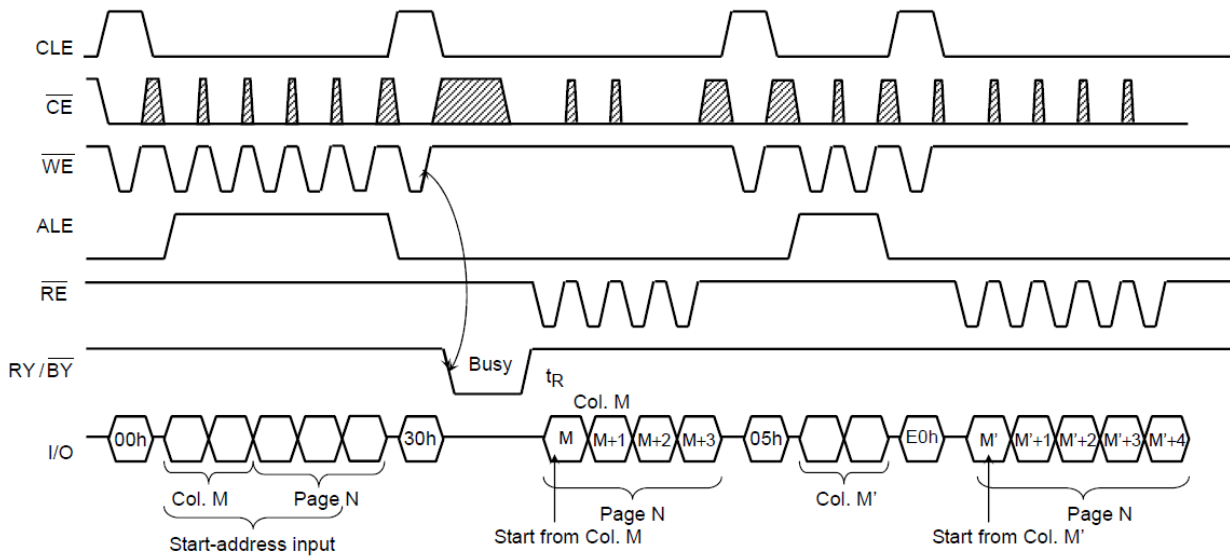 CLE
CE
WE
ALE
RE
RY/BY Busy
tR
Col. M
I/O 00h 30h M M+1 M+2 M+3 05h E0h M' M'+1 M'+2 M'+3 M'+4
Col. M Page N Page N Col. M' Page N
Start-address input Start from Col. M Start from Col. M'